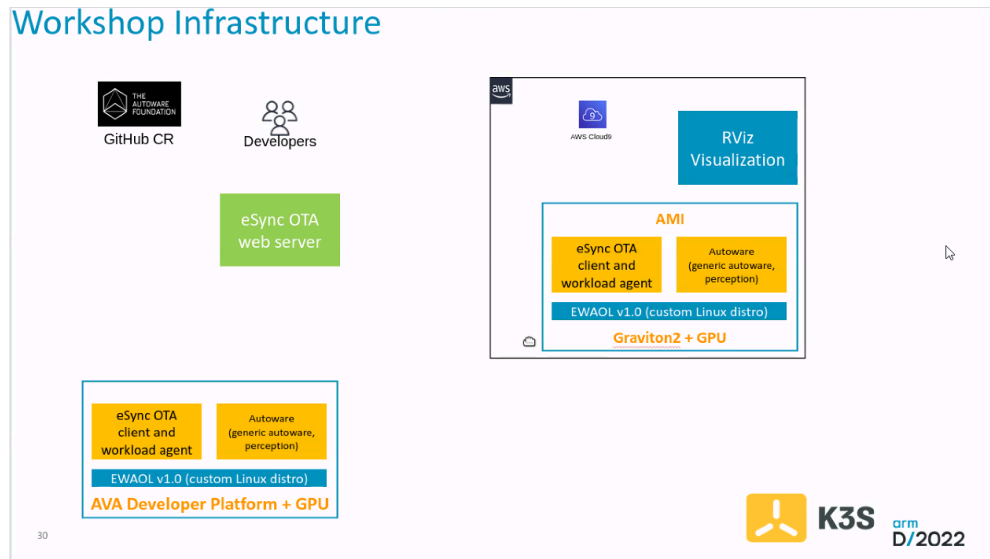 Workshop Infrastructure
THE
AUTOWARE
FOUNDATION
GitHub CR
Developers
eSync OTA
web server
aws
9
AWS Cloud9
RViz
Visualization
AMI
eSync OTA
client and
workload agent
Autoware
(generic autoware,
perception)
EWAOL v1.0 (custom Linux distro)
Graviton2 + GPU
eSync OTA
client and
workload agent
Autoware
(generic autoware,
perception)
EWAOL v1.0 (custom Linux distro)
AVA Developer Platform + GPU
30
K3S
arm
D/2022